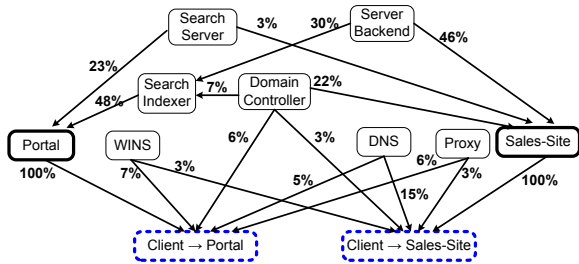 Search
Server
3%
30%
Server
Backend
46%
23%
Search
Indexer
7%
Domain
Controller
22%
48%
Portal
WINS
6%
3%
DNS
Proxy
Sales-Site
100%
7%
3%
5%
15%
6%
3%
100%
Client → Portal
Client → Sales-Site